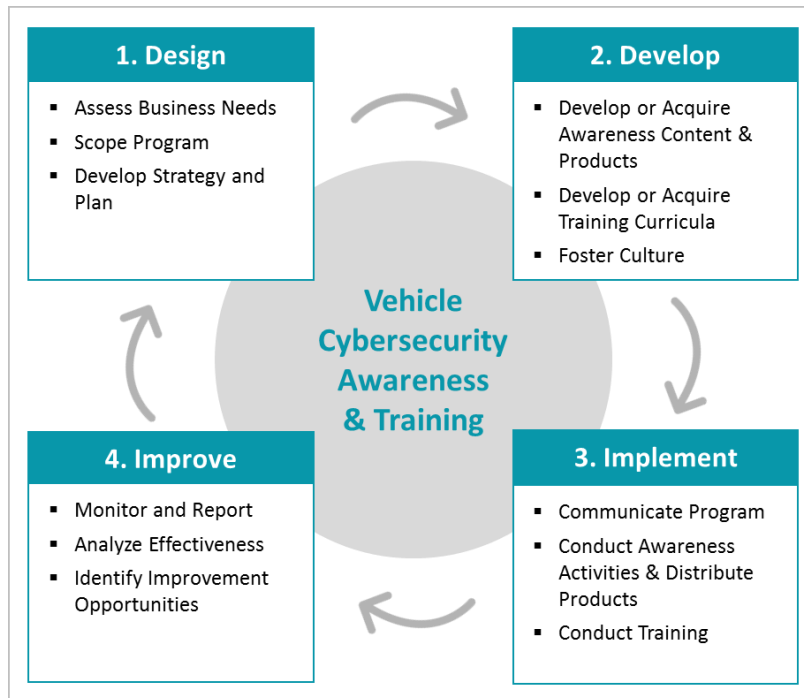 1. Design
▪ Assess Business Needs
▪ Scope Program
▪ Develop Strategy and
Plan
2. Develop
▪ Develop or Acquire
Awareness Content &
Products
▪ Develop or Acquire
Training Curricula
▪ Foster Culture
Vehicle
Cybersecurity
Awareness
& Training
3. Implement
▪ Communicate Program
▪ Conduct Awareness
Activities & Distribute
Products
▪ Conduct Training
4. Improve
▪ Monitor and Report
▪ Analyze Effectiveness
▪ Identify Improvement
Opportunities